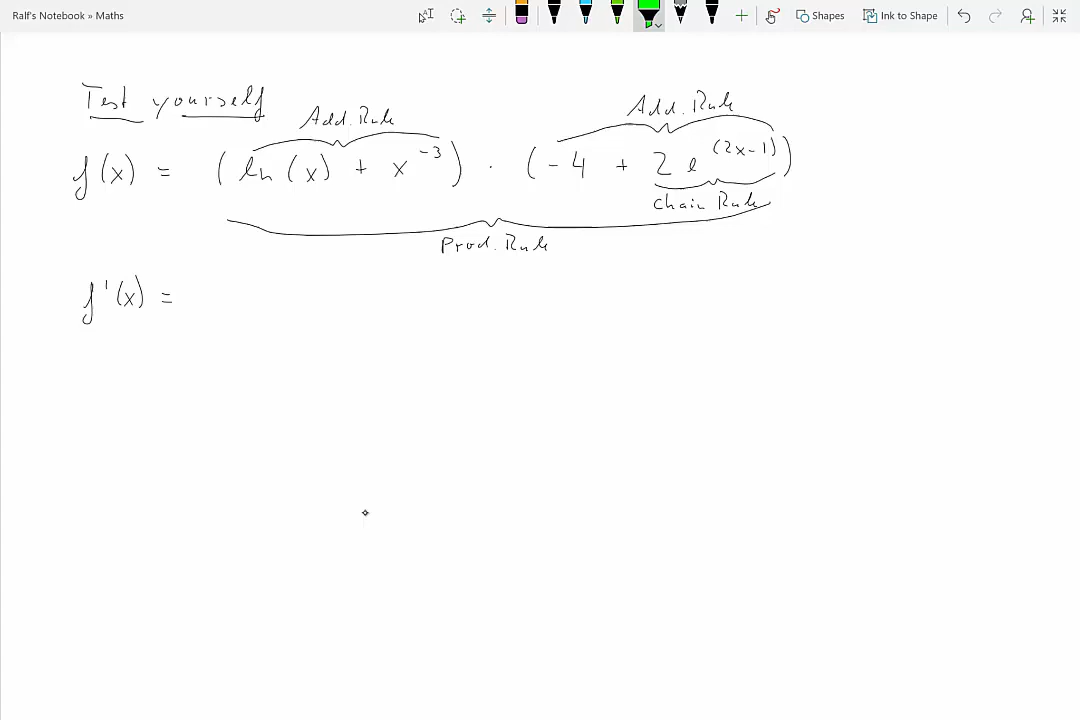 Ralf's Notebook » Maths Shapes Ink to Shape
Test yourself
Add. Rule Add. Rule
f(x) = (ln(x) + x⁻³) · (-4 + 2e⁽²ˣ⁻¹⁾)
Chain Rule
Prod. Rule
f'(x) =